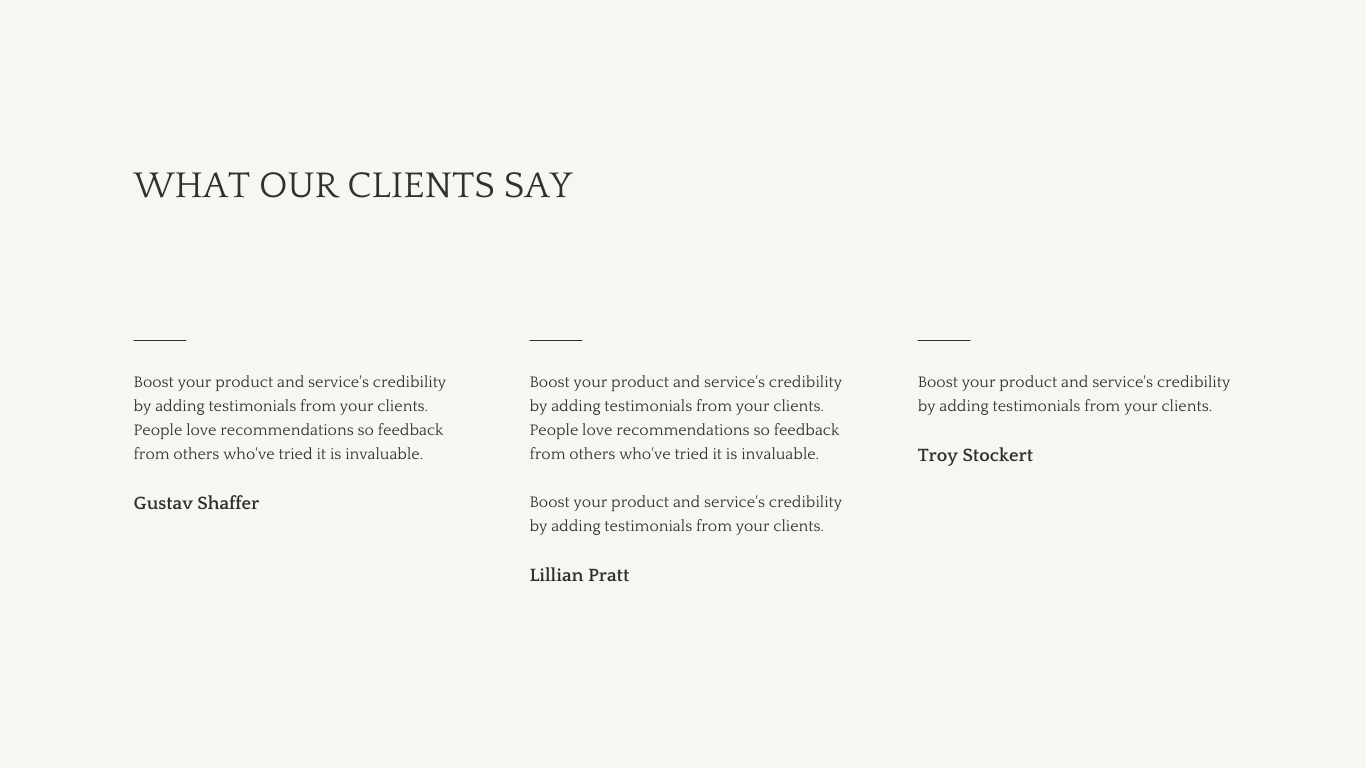 WHAT OUR CLIENTS SAY
Boost your product and service's credibility
by adding testimonials from your clients.
People love recommendations so feedback
from others who've tried it is invaluable.
Gustav Shaffer
Boost your product and service's credibility
by adding testimonials from your clients.
People love recommendations so feedback
from others who've tried it is invaluable.
Boost your product and service's credibility
by adding testimonials from your clients.
Lillian Pratt
Boost your product and service's credibility
by adding testimonials from your clients.
Troy Stockert